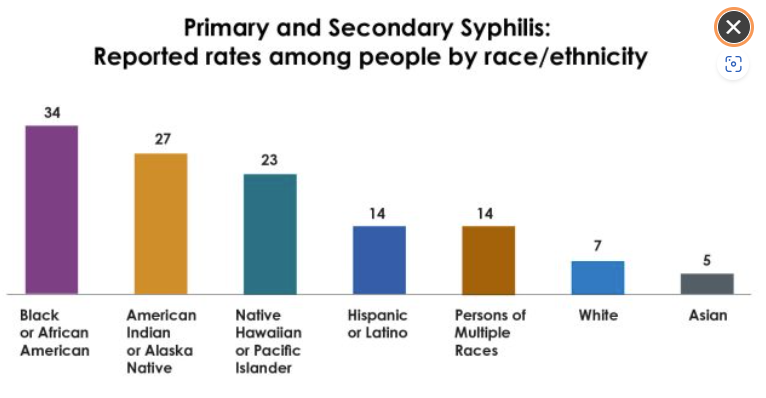 Primary and Secondary Syphilis:
Reported rates among people by race/ethnicity
34
27
23
14
14
7
5
Black
or African
American
American
Indian
or Alaska
Native
Native
Hawaiian
or Pacific
Islander
Hispanic
or Latino
Persons of
Multiple
Races
White
Asian